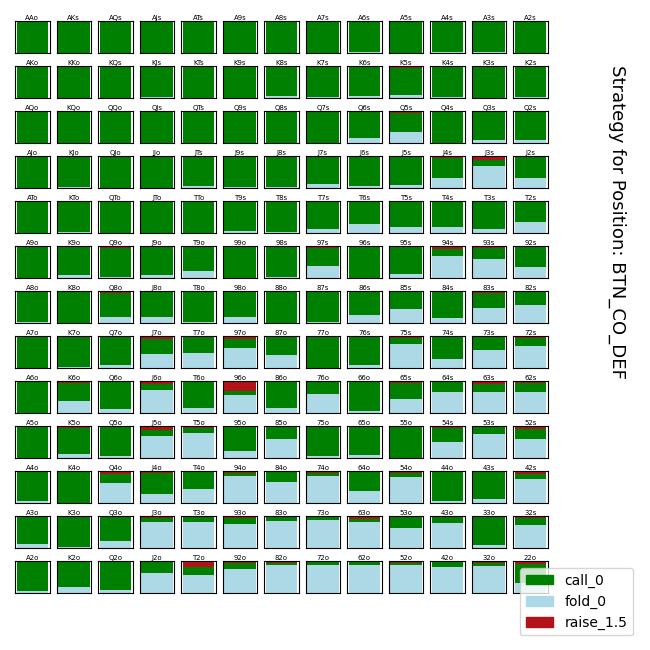 AAo AKs AQs AJs ATs A9s A8s A7s A6s A5s A4s A3s A2s
AKo KKo KQs KJs KTs K9s K8s K7s K6s K5s K4s K3s K2s
AQo KQo QQo QJs QTs Q9s Q8s Q7s Q6s Q5s Q4s Q3s Q2s
AJo KJo QJo JJo JTs J9s J8s J7s J6s J5s J4s J3s J2s
ATo KTo QTo JTo TTo T9s T8s T7s T6s T5s T4s T3s T2s
A9o K9o Q9o J9o T9o 99o 98s 97s 96s 95s 94s 93s 92s
A8o K8o Q8o J8o T8o 98o 88o 87s 86s 85s 84s 83s 82s
A7o K7o Q7o J7o T7o 97o 87o 77o 76s 75s 74s 73s 72s
A6o K6o Q6o J6o T6o 96o 86o 76o 66o 65s 64s 63s 62s
A5o K5o Q5o J5o T5o 95o 85o 75o 65o 55o 54s 53s 52s
A4o K4o Q4o J4o T4o 94o 84o 74o 64o 54o 44o 43s 42s
A3o K3o Q3o J3o T3o 93o 83o 73o 63o 53o 43o 33o 32s
A2o K2o Q2o J2o T2o 92o 82o 72o 62o 52o 42o 32o 22o
Strategy for Position: BTN_CO_DEF
call_0
fold_0
raise_1.5